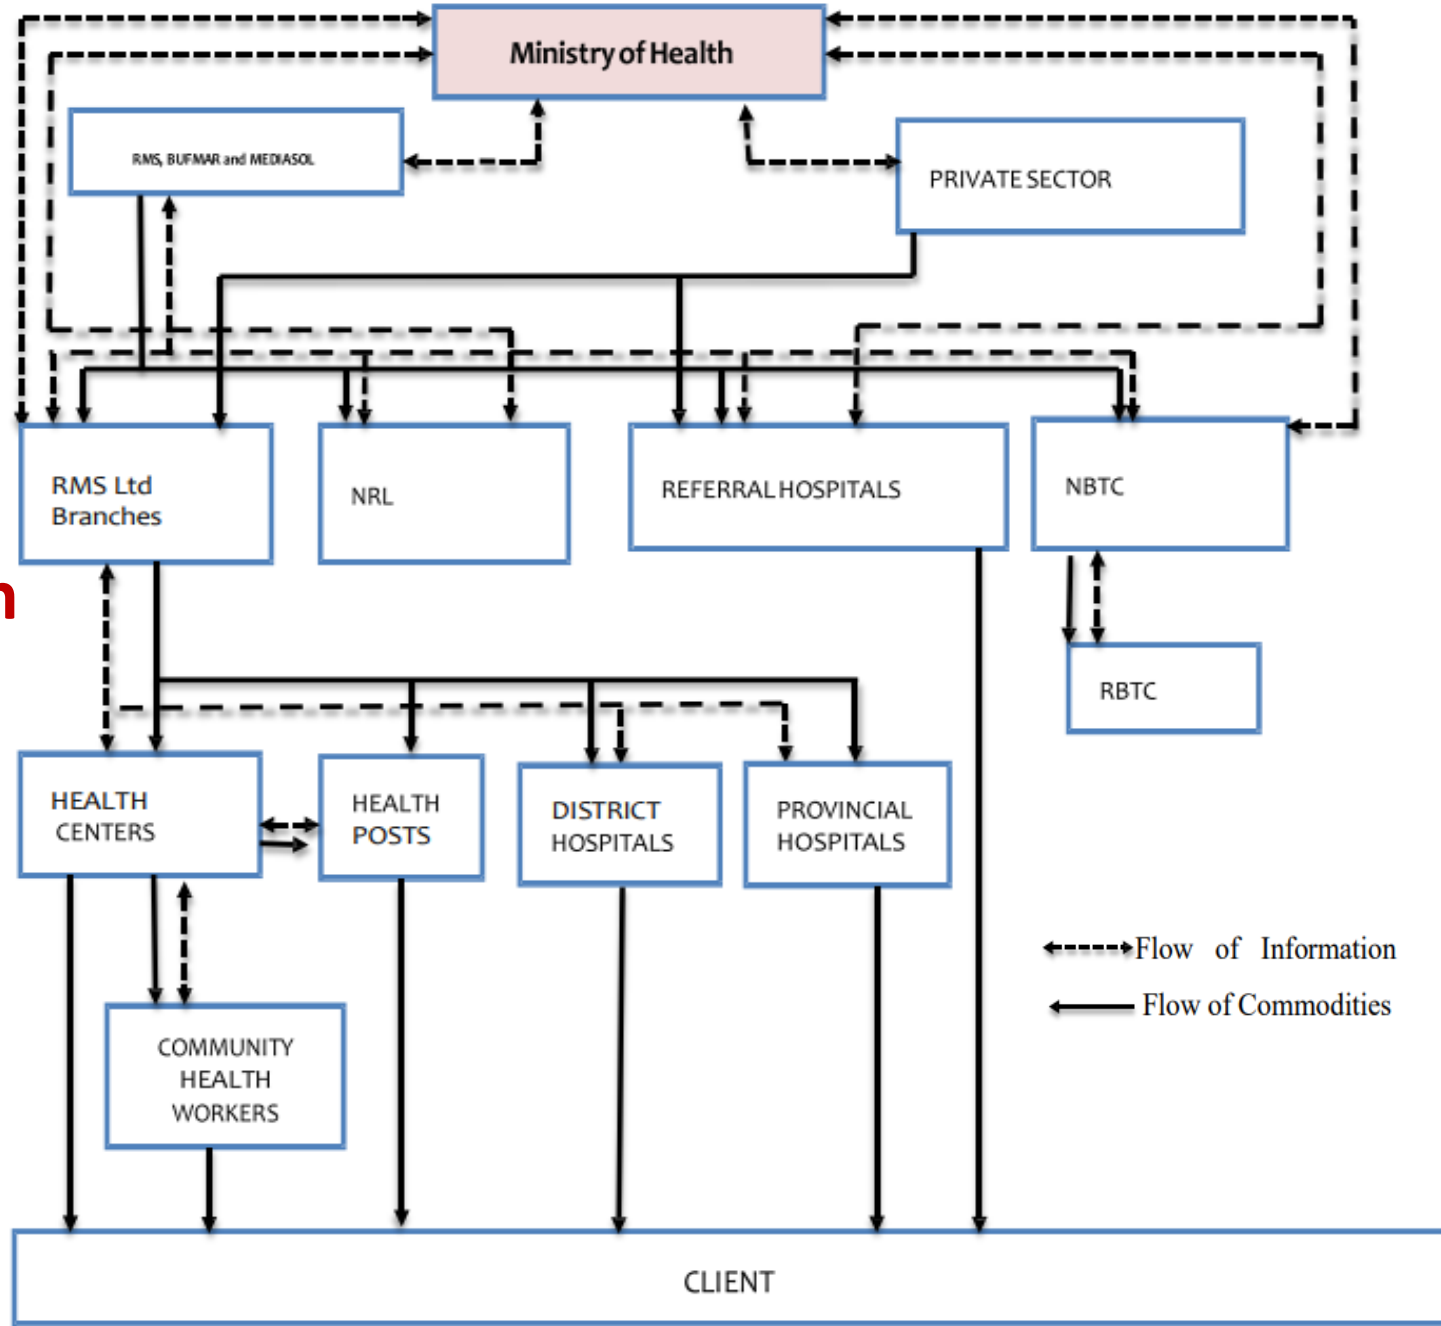 Ministry of Health
RMS, BUFMAR and MEDIASOL
PRIVATE SECTOR
RMS Ltd
Branches
NRL
REFERRAL HOSPITALS
NBTC
n
RBTC
HEALTH
CENTERS
HEALTH
POSTS
DISTRICT
HOSPITALS
PROVINCIAL
HOSPITALS
Flow of Information
Flow of Commodities
COMMUNITY
HEALTH
WORKERS
CLIENT